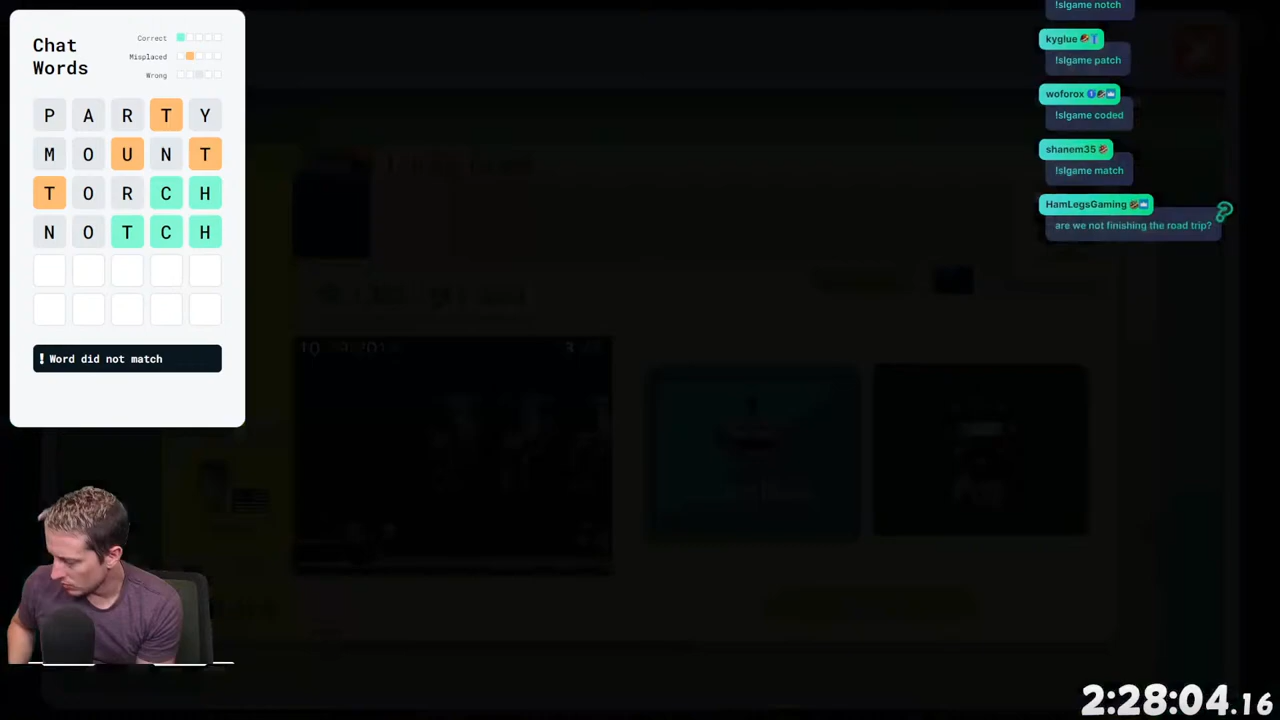 Chat
Words
Correct
Misplaced
Wrong
P A R T Y
M O U N T
T O R C H
N O T C H
! Word did not match
!slgame notch
kyglue
!slgame patch
woforox
!slgame coded
shanem35
!slgame match
HamLegsGaming
are we not finishing the road trip?
2:28:04.16